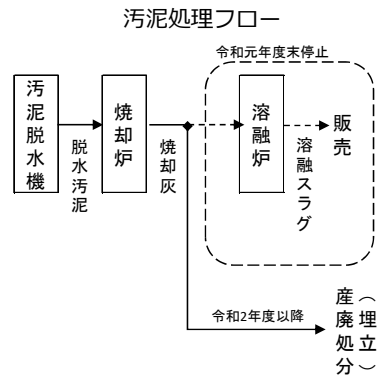 汚泥処理フロー
令和元年度末停止
汚泥脱水機
脱水汚泥
焼却炉
焼却灰
溶融炉
溶融スラグ
販売
令和2年度以降
産廃処分
（埋立）